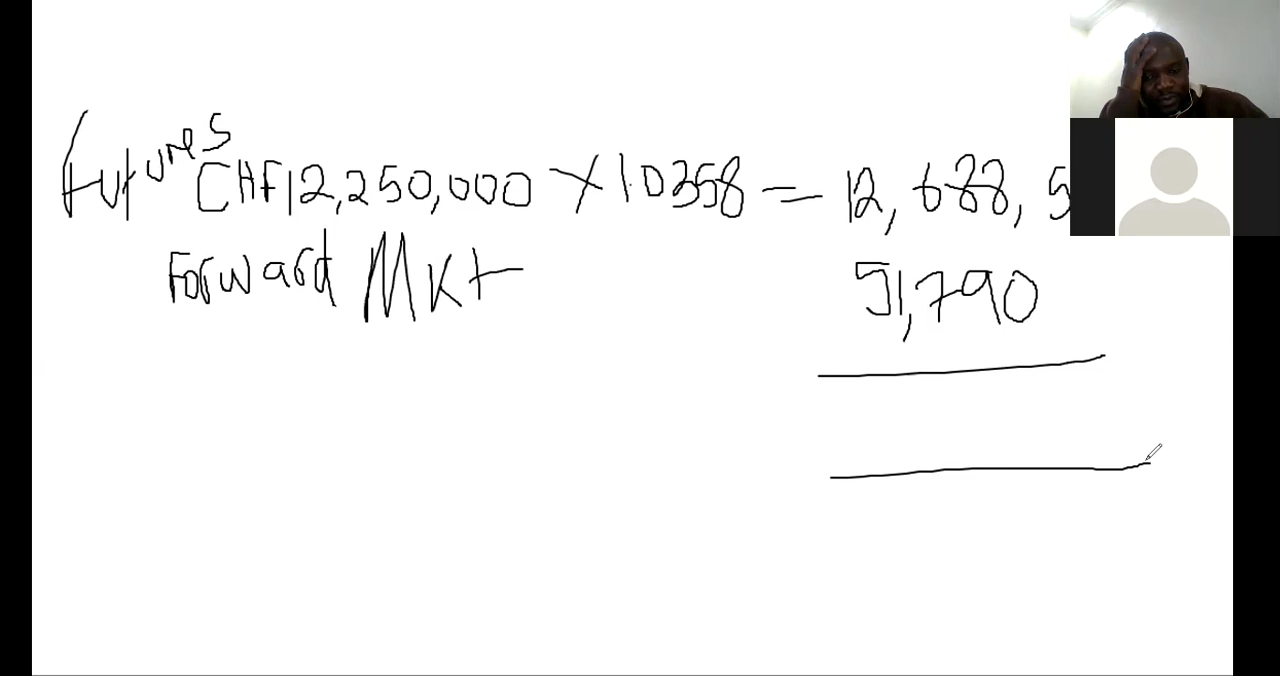 Futures CHF12,250,000 × 1.0358 = 12,688,5
Forward Mkt 51,790